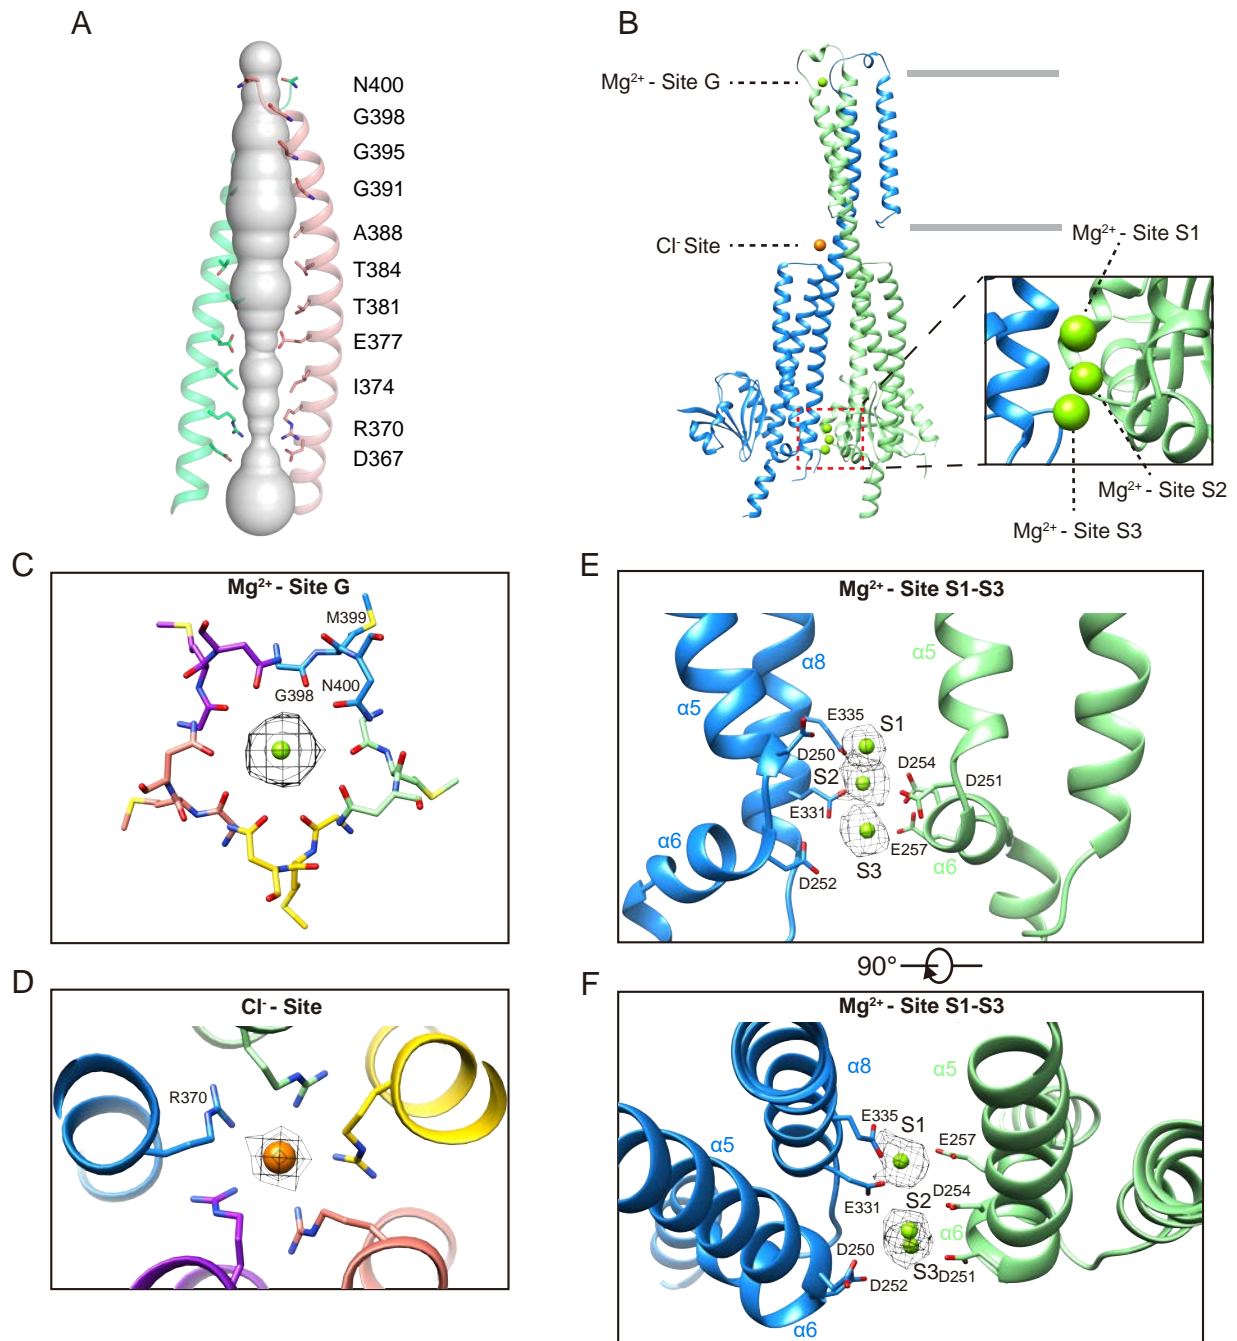 A
N400
G398
G395
G391
A388
T384
T381
E377
I374
R370
D367
B
Mg²⁺ - Site G
Cl⁻ Site
Mg²⁺ - Site S1
Mg²⁺ - Site S2
Mg²⁺ - Site S3
C
Mg²⁺ - Site G
M399
G398
N400
D
Cl⁻ - Site
R370
E
Mg²⁺ - Site S1-S3
α8
α5
α5
E335
S1
D250
S2
D254
D251
E331
α6
E257
α6
S3
D252
90°
F
Mg²⁺ - Site S1-S3
α8
α5
E335
S1
E257
α5
E331
D254
S2
α6
D250
S3
D251
D252
α6